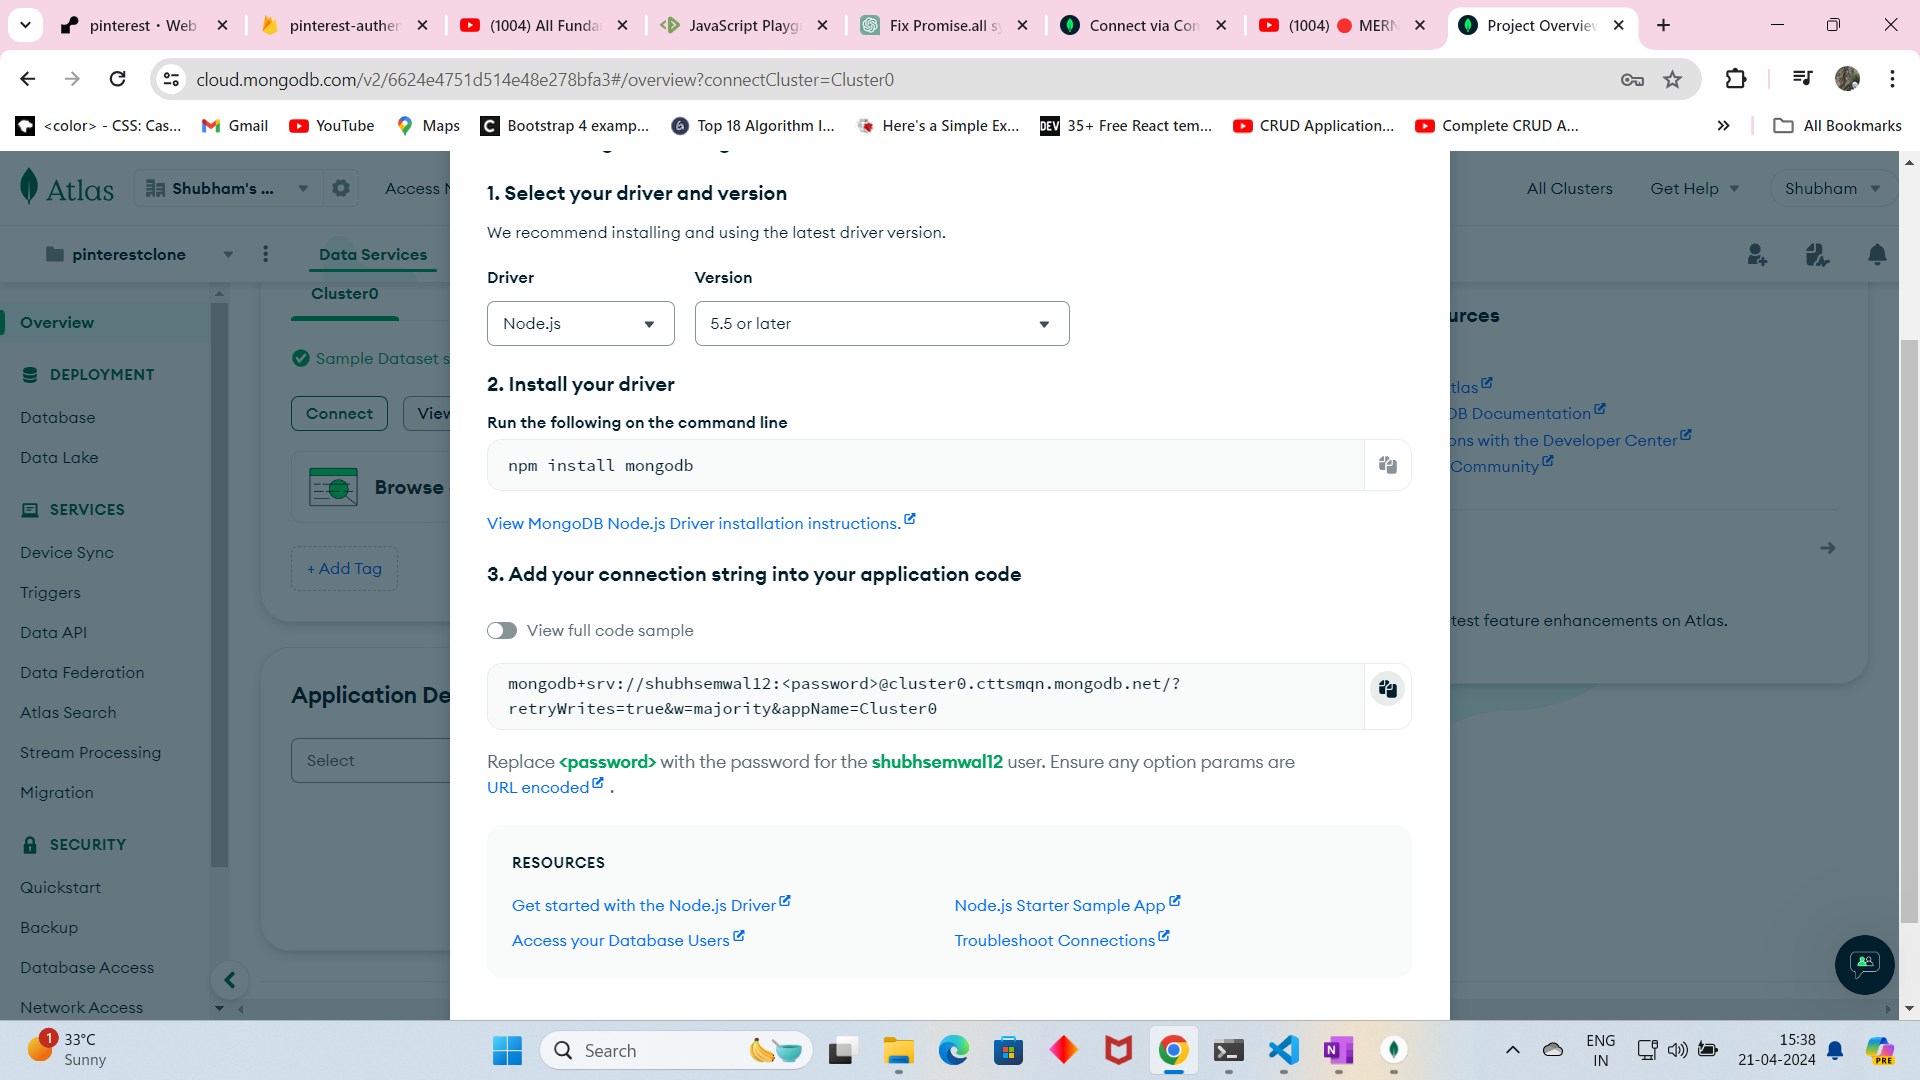 pinterest • Web
pinterest-authen
(1004) All Funda
JavaScript Playg
Fix Promise.all sy
Connect via Con
(1004) 🔴 MERN
Project Overview
cloud.mongodb.com/v2/6624e4751d514e48e278bfa3#/overview?connectCluster=Cluster0
<color> - CSS: Cas...
Gmail
YouTube
Maps
Bootstrap 4 examp...
Top 18 Algorithm I...
Here's a Simple Ex...
DEV
35+ Free React tem...
CRUD Application...
Complete CRUD A...
All Bookmarks
Atlas
Shubham's ...
Access
All Clusters
Get Help
Shubham
pinterestclone
Data Services
Overview
DEPLOYMENT
Database
Data Lake
SERVICES
Device Sync
Triggers
Data API
Data Federation
Atlas Search
Stream Processing
Migration
SECURITY
Quickstart
Backup
Database Access
Network Access
Cluster0
Sample Dataset s
Connect
View
Browse
+ Add Tag
Application De
Select
1. Select your driver and version
We recommend installing and using the latest driver version.
Driver
Version
Node.js
5.5 or later
2. Install your driver
Run the following on the command line
npm install mongodb
View MongoDB Node.js Driver installation instructions.
3. Add your connection string into your application code
View full code sample
mongodb+srv://shubhsemwal12:<password>@cluster0.cttsmqn.mongodb.net/?
retryWrites=true&w=majority&appName=Cluster0
Replace <password> with the password for the shubhsemwal12 user. Ensure any option params are
URL encoded .
RESOURCES
Get started with the Node.js Driver
Node.js Starter Sample App
Access your Database Users
Troubleshoot Connections
urces
tlas
DB Documentation
ons with the Developer Center
Community
test feature enhancements on Atlas.
1
33°C
Sunny
Search
ENG
IN
15:38
21-04-2024
PRE